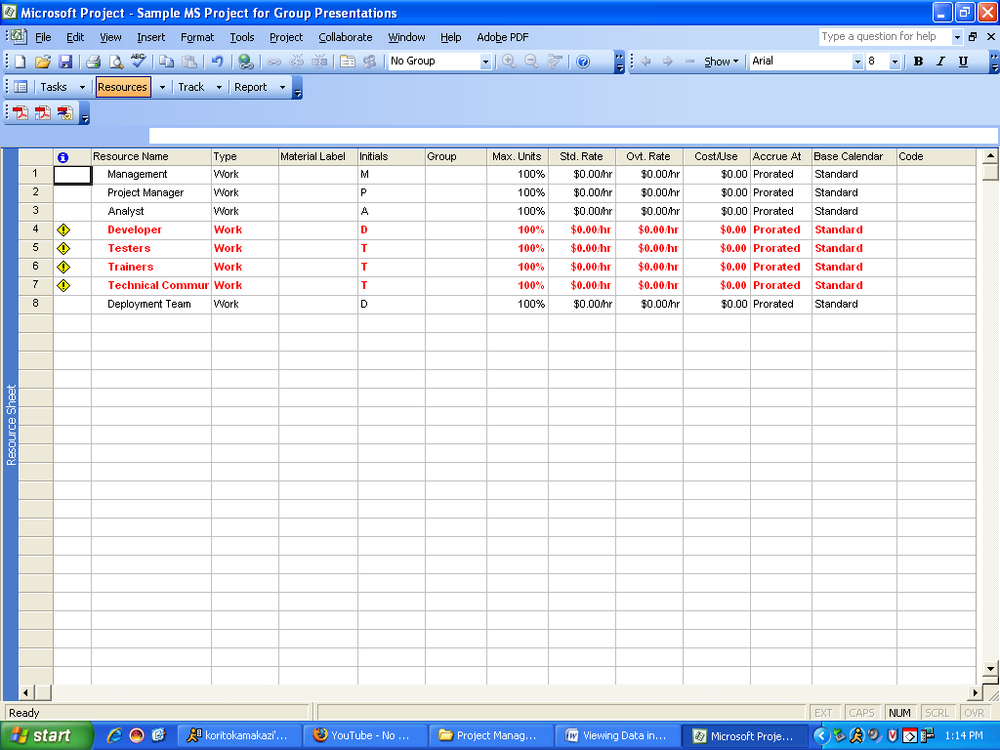 Microsoft Project - Sample MS Project for Group Presentations
File Edit View Insert Format Tools Project Collaborate Window Help Adobe PDF Type a question for help
No Group Show Arial 8 B I U
Tasks Resources Track Report
Resource Name Type Material Label Initials Group Max. Units Std. Rate Ovt. Rate Cost/Use Accrue At Base Calendar Code
1 Management Work M 100% $0.00/hr $0.00/hr $0.00 Prorated Standard
2 Project Manager Work P 100% $0.00/hr $0.00/hr $0.00 Prorated Standard
3 Analyst Work A 100% $0.00/hr $0.00/hr $0.00 Prorated Standard
4 Developer Work D 100% $0.00/hr $0.00/hr $0.00 Prorated Standard
5 Testers Work T 100% $0.00/hr $0.00/hr $0.00 Prorated Standard
6 Trainers Work T 100% $0.00/hr $0.00/hr $0.00 Prorated Standard
7 Technical Commur Work T 100% $0.00/hr $0.00/hr $0.00 Prorated Standard
8 Deployment Team Work D 100% $0.00/hr $0.00/hr $0.00 Prorated Standard
Resource Sheet
Ready EXT CAPS NUM SCRL OVR
start koritokamakazi'... YouTube - No ... Project Manag... Viewing Data in... Microsoft Proje... 1:14 PM